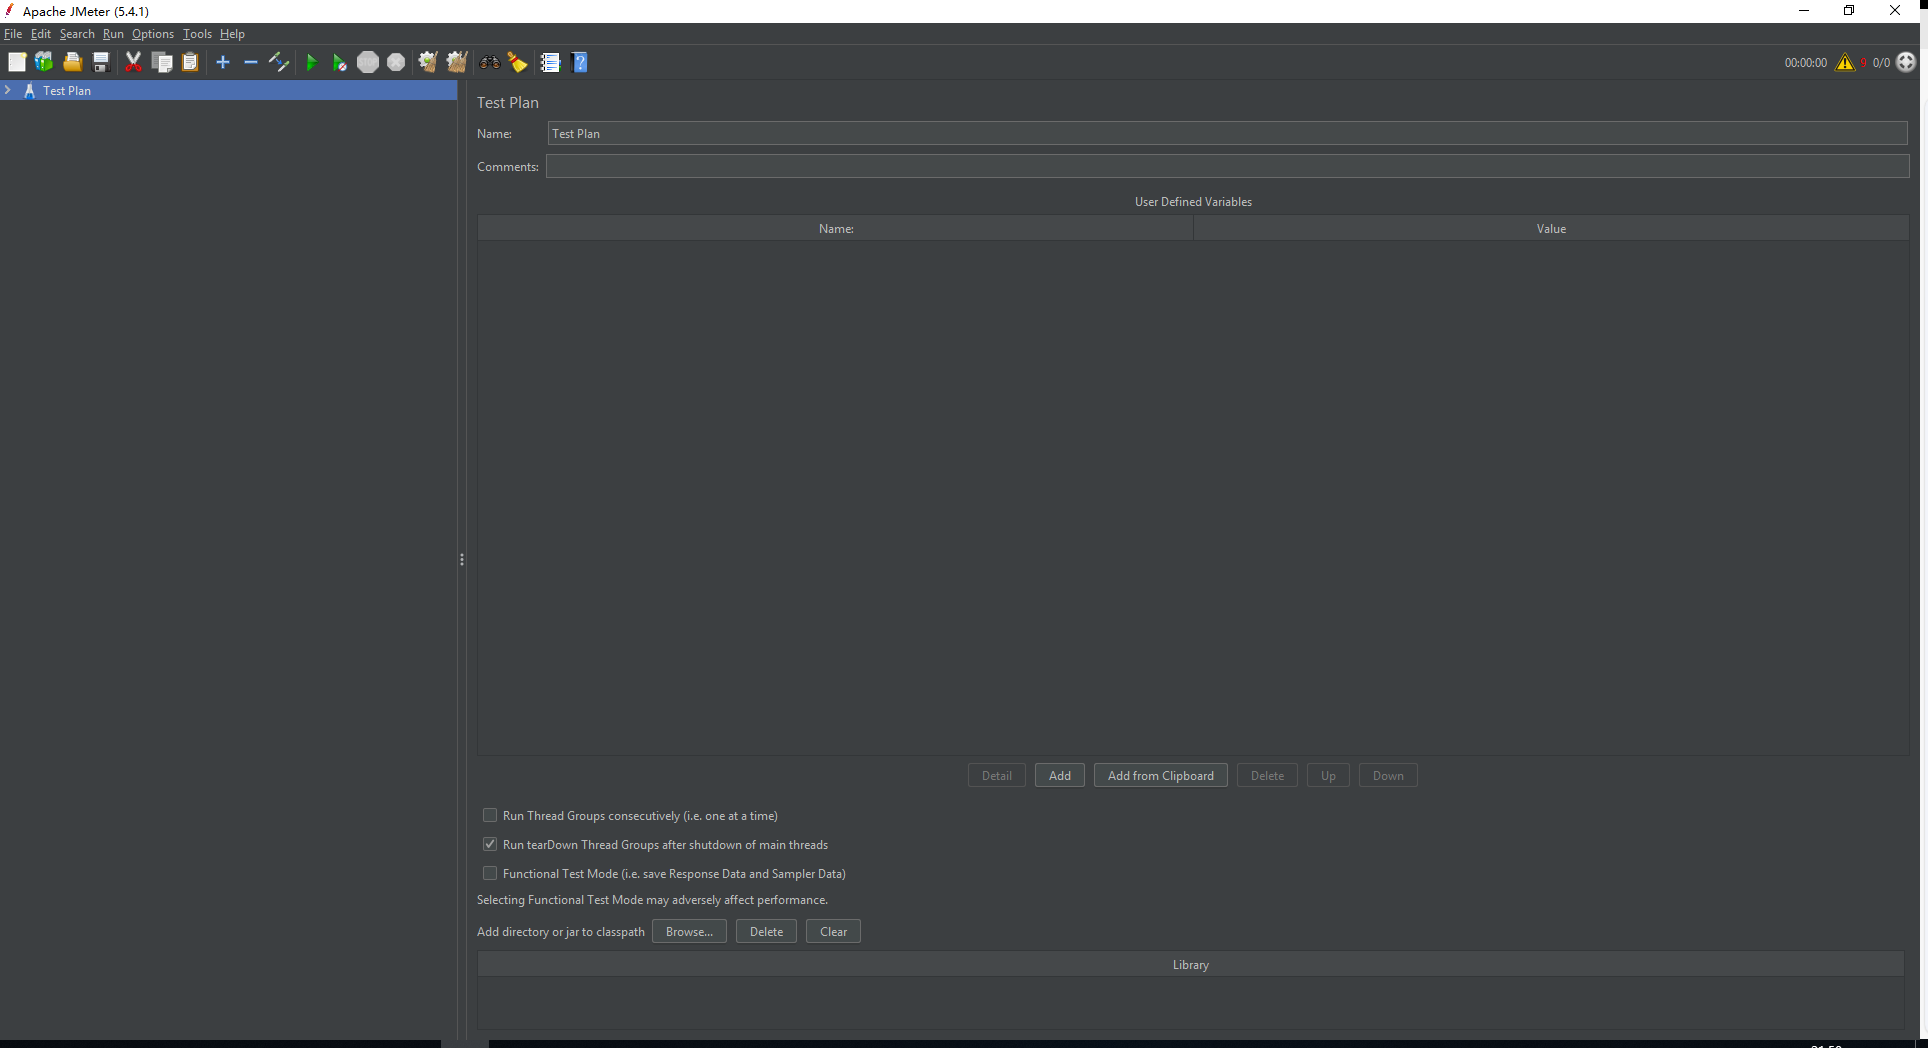 Apache JMeter (5.4.1)
File Edit Search Run Options Tools Help
STOP
?
00:00:00 9 0/0
Test Plan
Test Plan
Name: Test Plan
Comments:
User Defined Variables
Name: Value
Detail Add Add from Clipboard Delete Up Down
Run Thread Groups consecutively (i.e. one at a time)
Run tearDown Thread Groups after shutdown of main threads
Functional Test Mode (i.e. save Response Data and Sampler Data)
Selecting Functional Test Mode may adversely affect performance.
Add directory or jar to classpath Browse... Delete Clear
Library